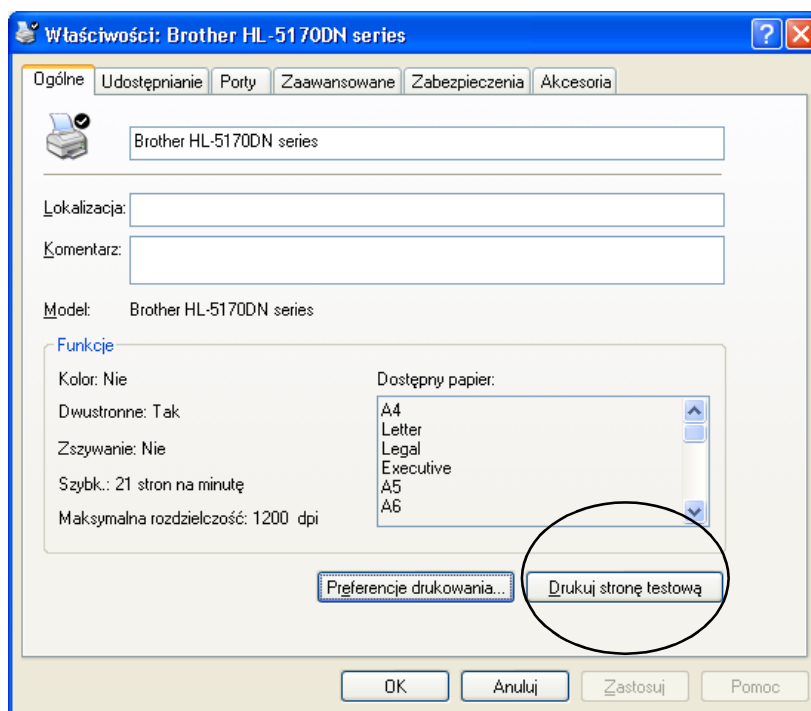 Właściwości: Brother HL-5170DN series
Ogólne Udostępnianie Porty Zaawansowane Zabezpieczenia Akcesoria
Brother HL-5170DN series
Lokalizacja:
Komentarz:
Model: Brother HL-5170DN series
Funkcje
Kolor: Nie
Dostępny papier:
Dwustronne: Tak
Zszywanie: Nie
Szybk.: 21 stron na minutę
Maksymalna rozdzielczość: 1200 dpi
A4
Letter
Legal
Executive
A5
A6
Preferencje drukowania... Drukuj stronę testową
OK Anuluj Zastosuj Pomoc